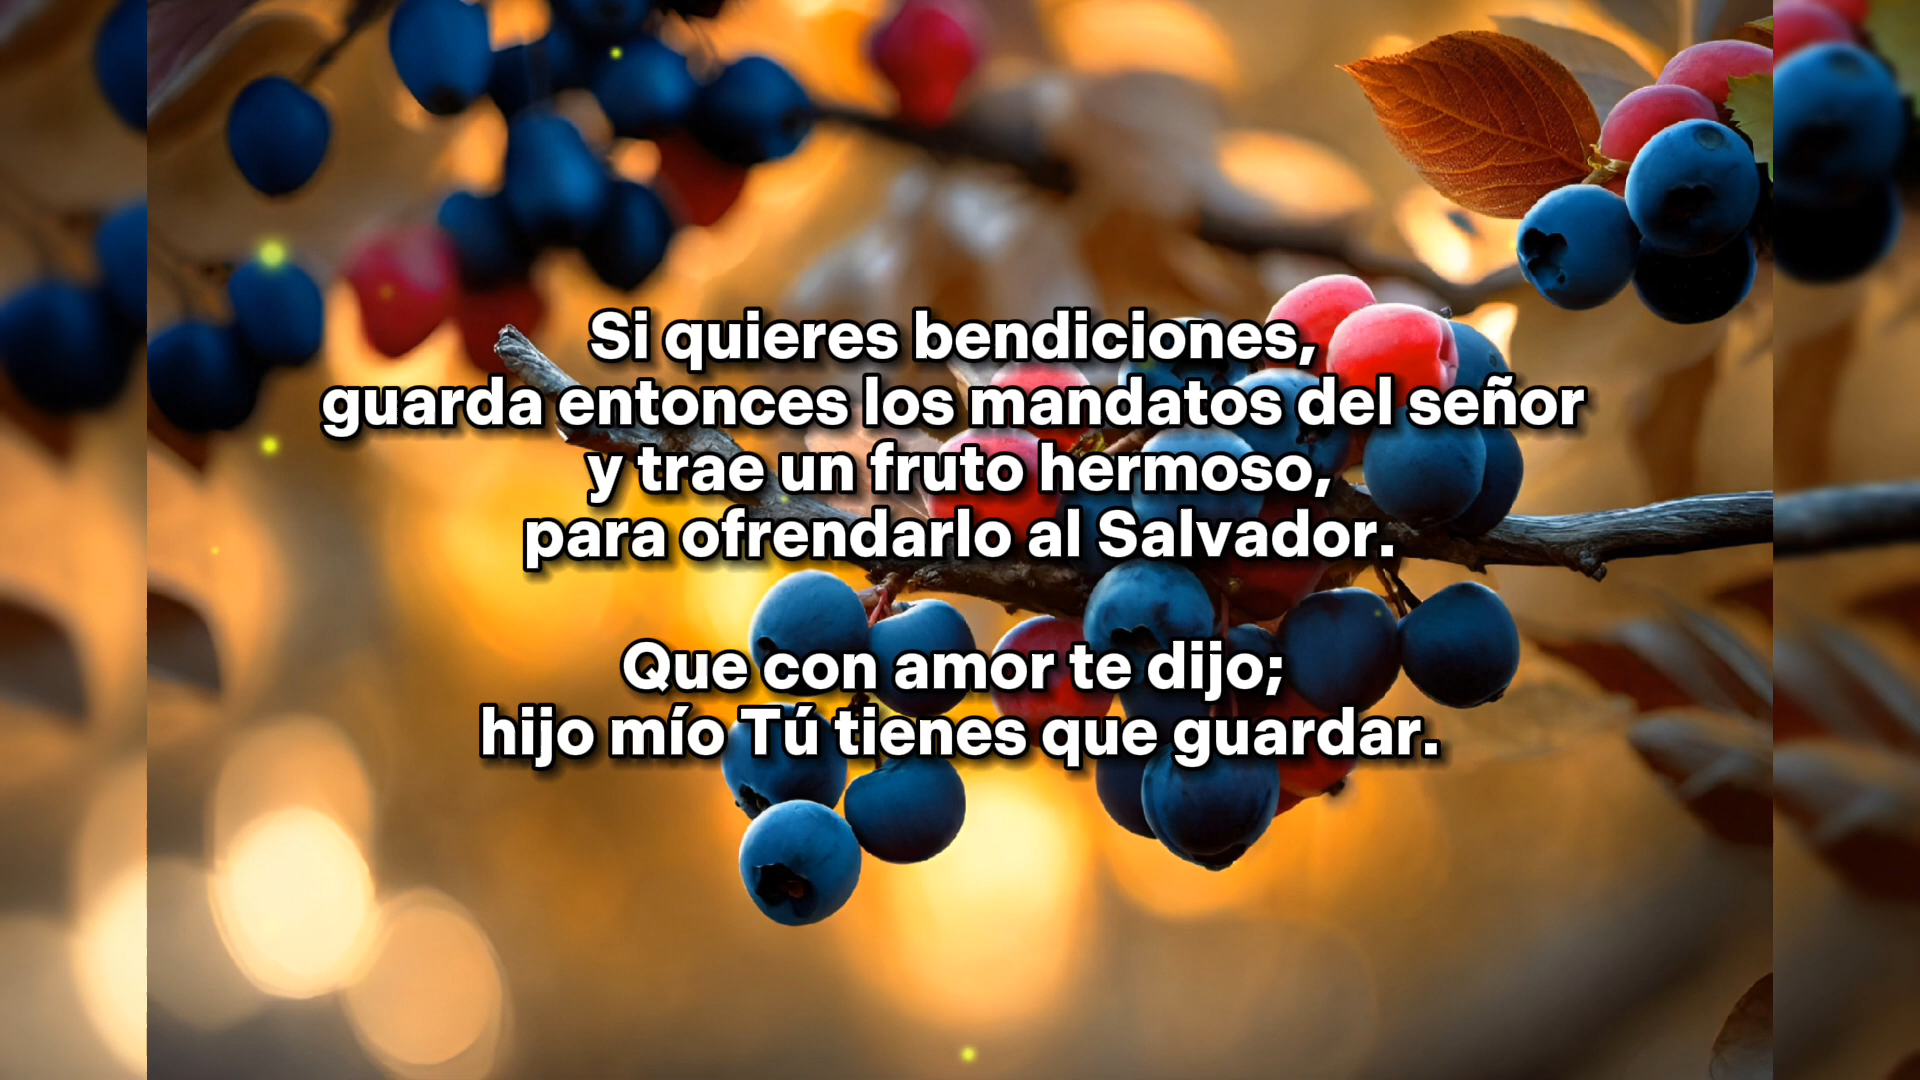 Si quieres bendiciones,
guarda entonces los mandatos del señor
y trae un fruto hermoso,
para ofrendarlo al Salvador.
Que con amor te dijo;
hijo mío Tú tienes que guardar.